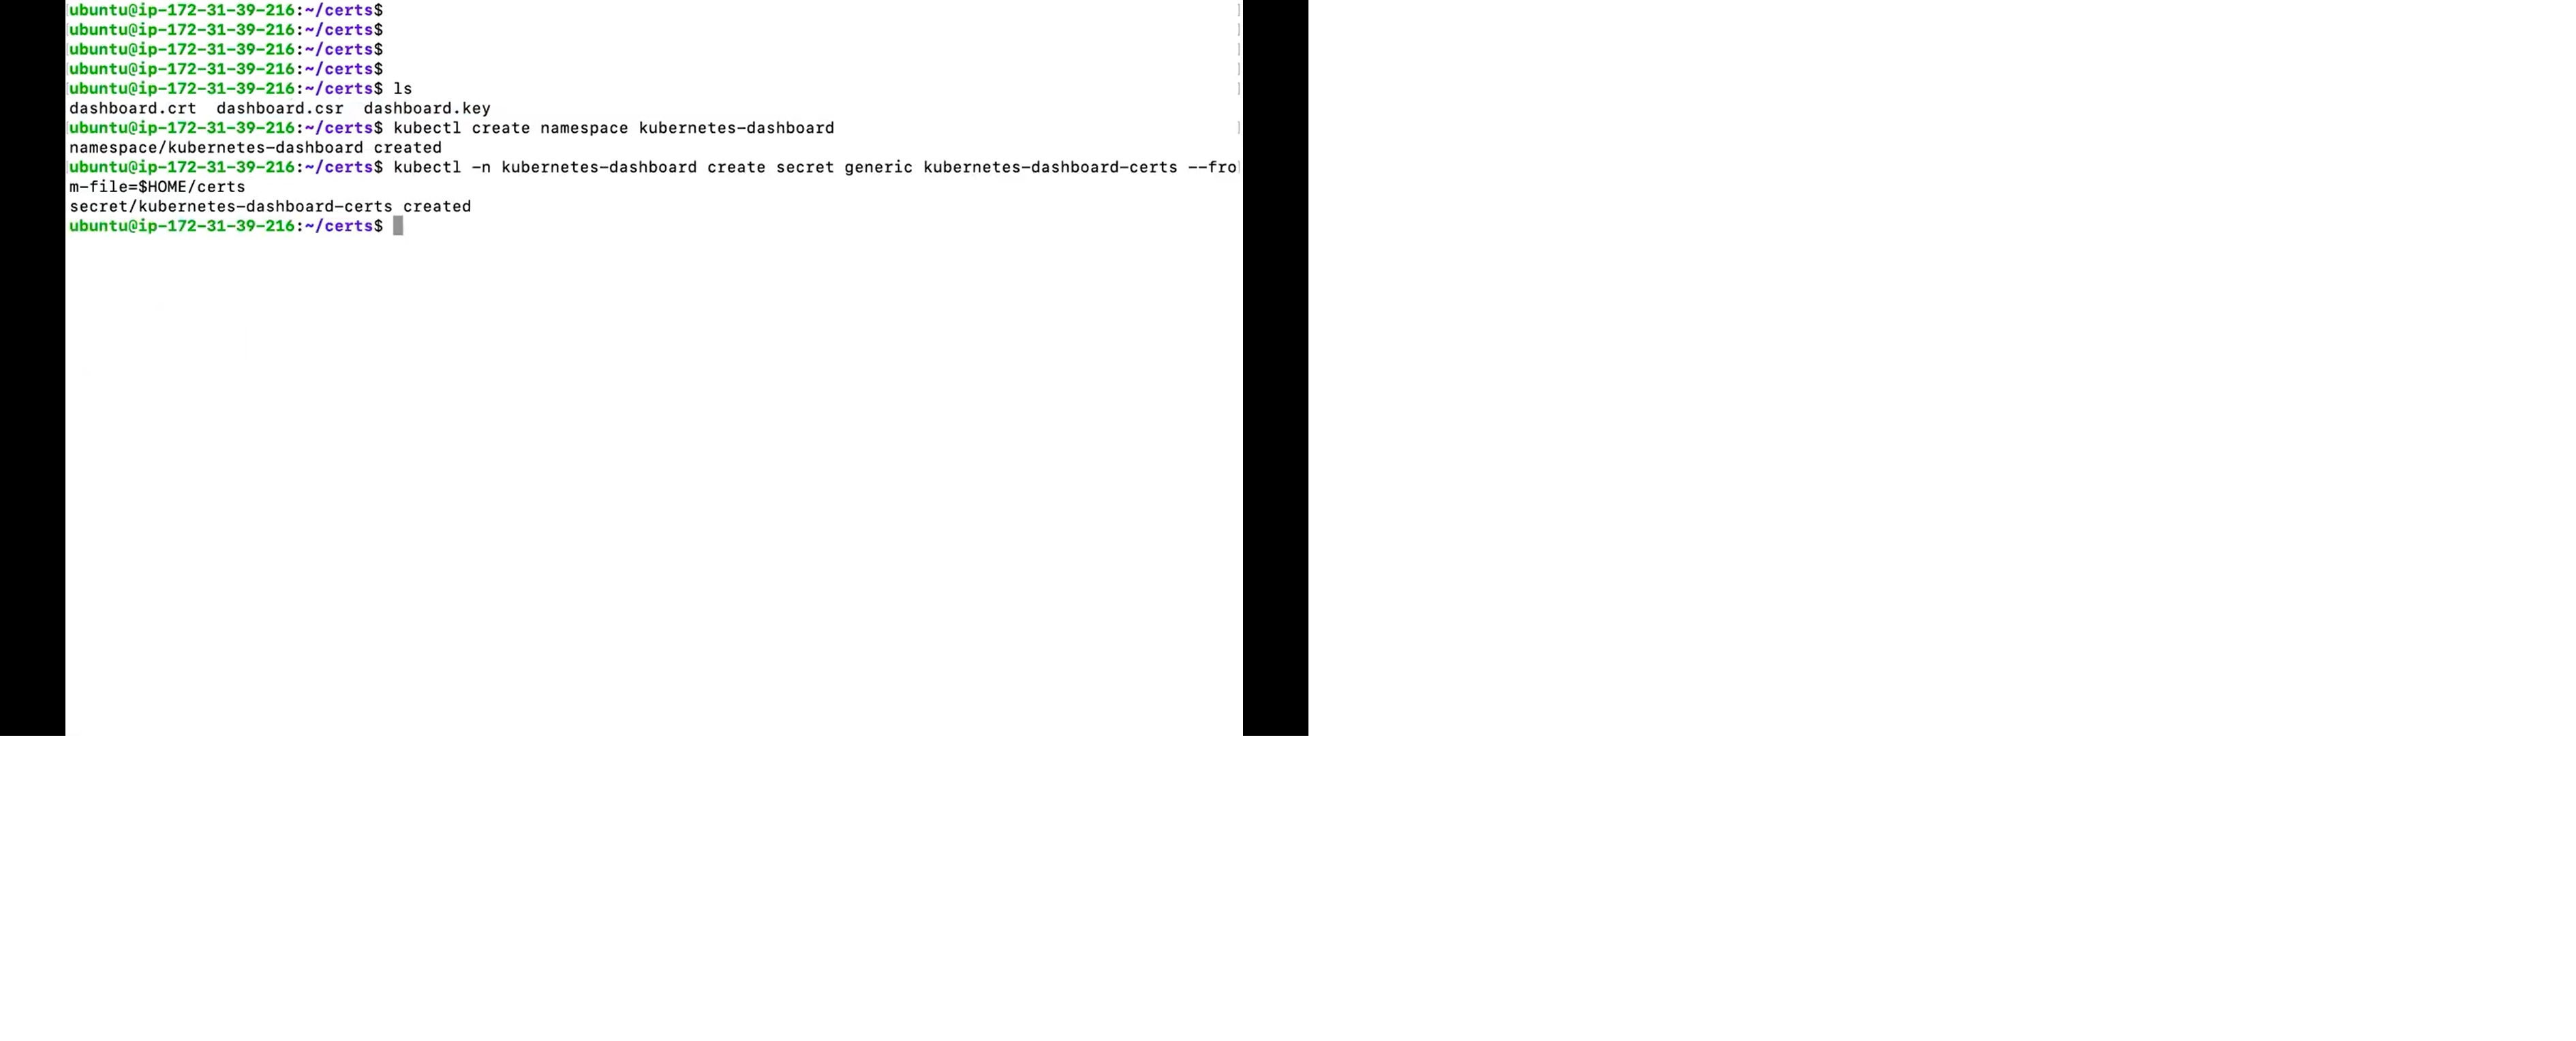 ubuntu@ip-172-31-39-216:~/certs$
ubuntu@ip-172-31-39-216:~/certs$
ubuntu@ip-172-31-39-216:~/certs$
ubuntu@ip-172-31-39-216:~/certs$
ubuntu@ip-172-31-39-216:~/certs$ ls
dashboard.crt  dashboard.csr  dashboard.key
ubuntu@ip-172-31-39-216:~/certs$ kubectl create namespace kubernetes-dashboard
namespace/kubernetes-dashboard created
ubuntu@ip-172-31-39-216:~/certs$ kubectl -n kubernetes-dashboard create secret generic kubernetes-dashboard-certs --fro
m-file=$HOME/certs
secret/kubernetes-dashboard-certs created
ubuntu@ip-172-31-39-216:~/certs$